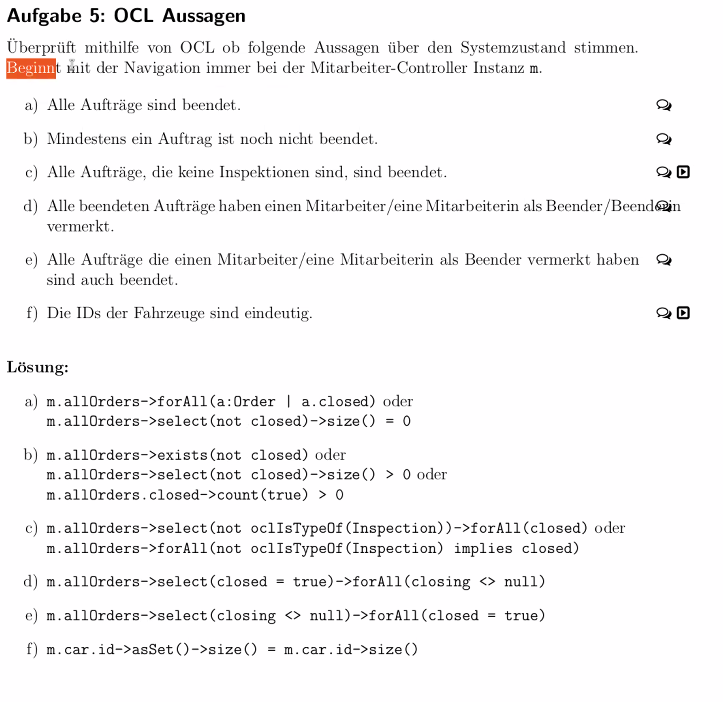 Aufgabe 5: OCL Aussagen
Überprüft mithilfe von OCL ob folgende Aussagen über den Systemzustand stimmen.
Beginnt mit der Navigation immer bei der Mitarbeiter-Controller Instanz m.
a) Alle Aufträge sind beendet.
b) Mindestens ein Auftrag ist noch nicht beendet.
c) Alle Aufträge, die keine Inspektionen sind, sind beendet.
d) Alle beendeten Aufträge haben einen Mitarbeiter/eine Mitarbeiterin als Beender/Beenderin
vermerkt.
e) Alle Aufträge die einen Mitarbeiter/eine Mitarbeiterin als Beender vermerkt haben
sind auch beendet.
f) Die IDs der Fahrzeuge sind eindeutig.
Lösung:
a) m.allOrders->forAll(a:Order | a.closed) oder
m.allOrders->select(not closed)->size() = 0
b) m.allOrders->exists(not closed) oder
m.allOrders->select(not closed)->size() > 0 oder
m.allOrders.closed->count(true) > 0
c) m.allOrders->select(not oclIsTypeOf(Inspection))->forAll(closed) oder
m.allOrders->forAll(not oclIsTypeOf(Inspection) implies closed)
d) m.allOrders->select(closed = true)->forAll(closing <> null)
e) m.allOrders->select(closing <> null)->forAll(closed = true)
f) m.car.id->asSet()->size() = m.car.id->size()